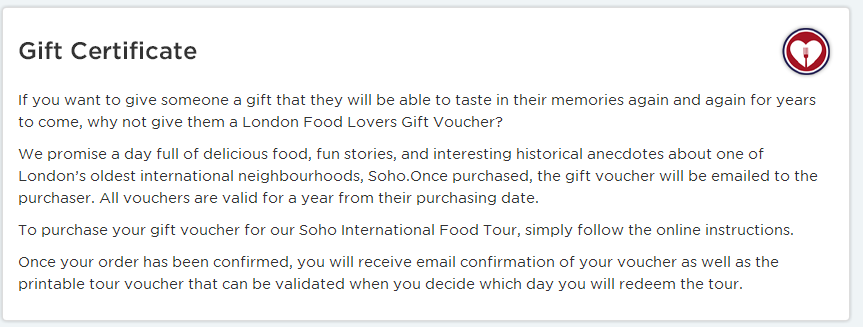 Gift Certificate
If you want to give someone a gift that they will be able to taste in their memories again and again for years
to come, why not give them a London Food Lovers Gift Voucher?
We promise a day full of delicious food, fun stories, and interesting historical anecdotes about one of
London’s oldest international neighbourhoods, Soho.Once purchased, the gift voucher will be emailed to the
purchaser. All vouchers are valid for a year from their purchasing date.
To purchase your gift voucher for our Soho International Food Tour, simply follow the online instructions.
Once your order has been confirmed, you will receive email confirmation of your voucher as well as the
printable tour voucher that can be validated when you decide which day you will redeem the tour.